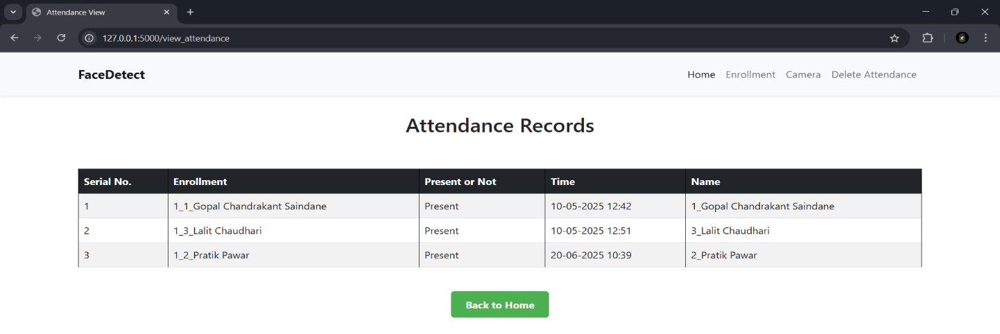 Attendance View
127.0.0.1:5000/view_attendance
FaceDetect Home Enrollment Camera Delete Attendance
Attendance Records
Serial No. Enrollment Present or Not Time Name
1 1_1_Gopal Chandrakant Saindane Present 10-05-2025 12:42 1_Gopal Chandrakant Saindane
2 1_3_Lalit Chaudhari Present 10-05-2025 12:51 3_Lalit Chaudhari
3 1_2_Pratik Pawar Present 20-06-2025 10:39 2_Pratik Pawar
Back to Home